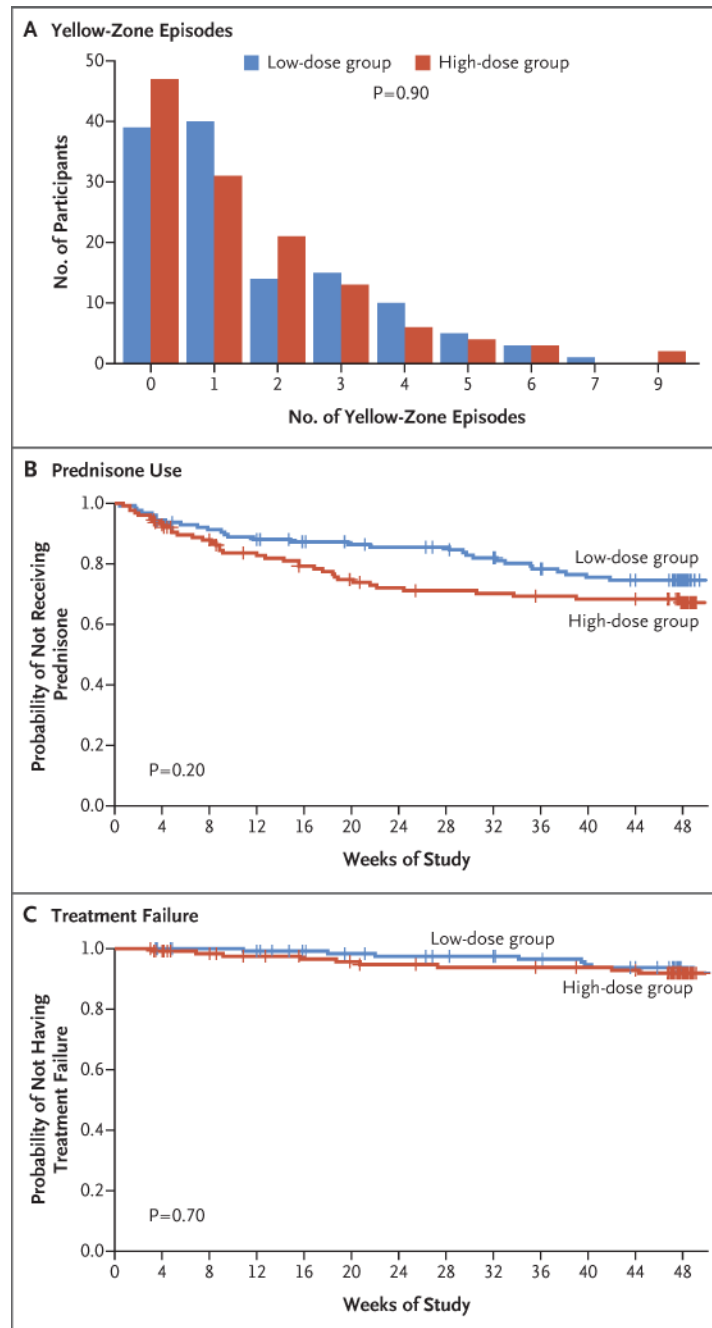 A Yellow-Zone Episodes
Low-dose group High-dose group
P=0.90
No. of Participants
50
40
30
20
10
0
0 1 2 3 4 5 6 7 9
No. of Yellow-Zone Episodes
B Prednisone Use
Probability of Not Receiving
Prednisone
1.0
0.8
0.6
0.4
0.2
0.0
Low-dose group
High-dose group
P=0.20
0 4 8 12 16 20 24 28 32 36 40 44 48
Weeks of Study
C Treatment Failure
Probability of Not Having
Treatment Failure
1.0
0.8
0.6
0.4
0.2
0.0
Low-dose group
High-dose group
P=0.70
0 4 8 12 16 20 24 28 32 36 40 44 48
Weeks of Study